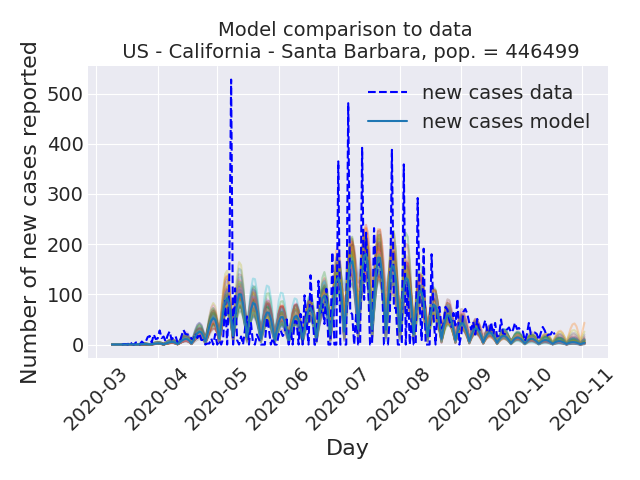 Model comparison to data
US - California - Santa Barbara, pop. = 446499
Number of new cases reported
500
400
300
200
100
0
new cases data
new cases model
2020-03
2020-04
2020-05
2020-06
2020-07
2020-08
2020-09
2020-10
2020-11
Day